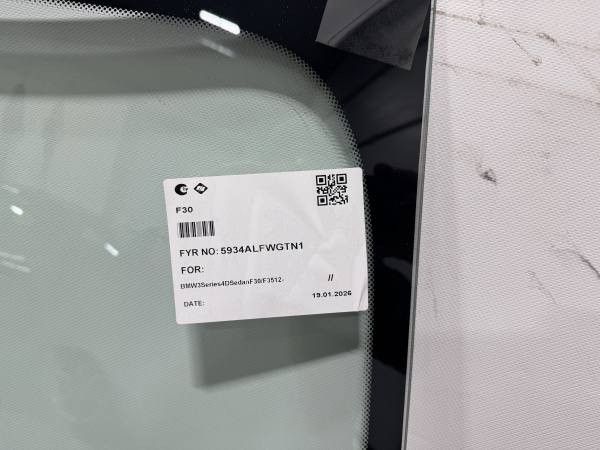 F30
FYR NO: 5934ALFWGTN1
FOR:
BMW3Series4DSedanF30/F3512-
//
DATE:
19.01.2026